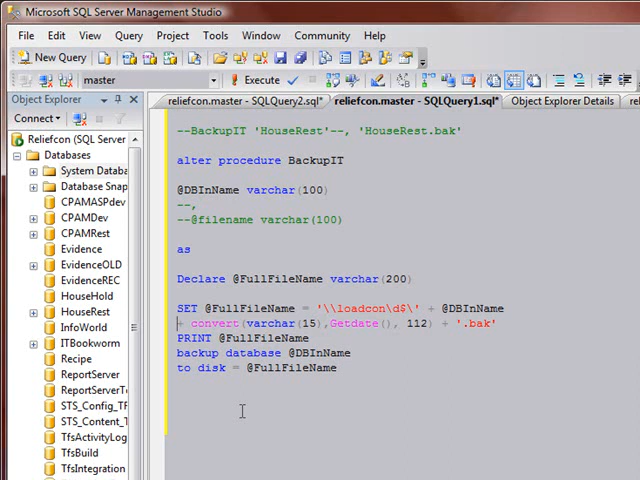 Microsoft SQL Server Management Studio
File Edit View Query Project Tools Window Community Help
New Query
master Execute
Object Explorer
reliefcon.master - SQLQuery2.sql* reliefcon.master - SQLQuery1.sql* Object Explorer Details
Connect
Reliefcon (SQL Server
Databases
System Databa
Database Snap
CPAMASPdev
CPAMDev
CPAMRest
Evidence
EvidenceOLD
EvidenceREC
HouseHold
HouseRest
InfoWorld
ITBookworm
Recipe
ReportServer
ReportServerTe
STS_Config_TF
STS_Content_T
TfsActivityLog
TfsBuild
TfsIntegration
--BackupIT 'HouseRest'--, 'HouseRest.bak'
alter procedure BackupIT
@DBInName varchar(100)
--,
--@filename varchar(100)
as
Declare @FullFileName varchar(200)
SET @FullFileName = '\\loadcon\d$\' + @DBInName
+ convert(varchar(15),Getdate(), 112) + '.bak'
PRINT @FullFileName
backup database @DBInName
to disk = @FullFileName